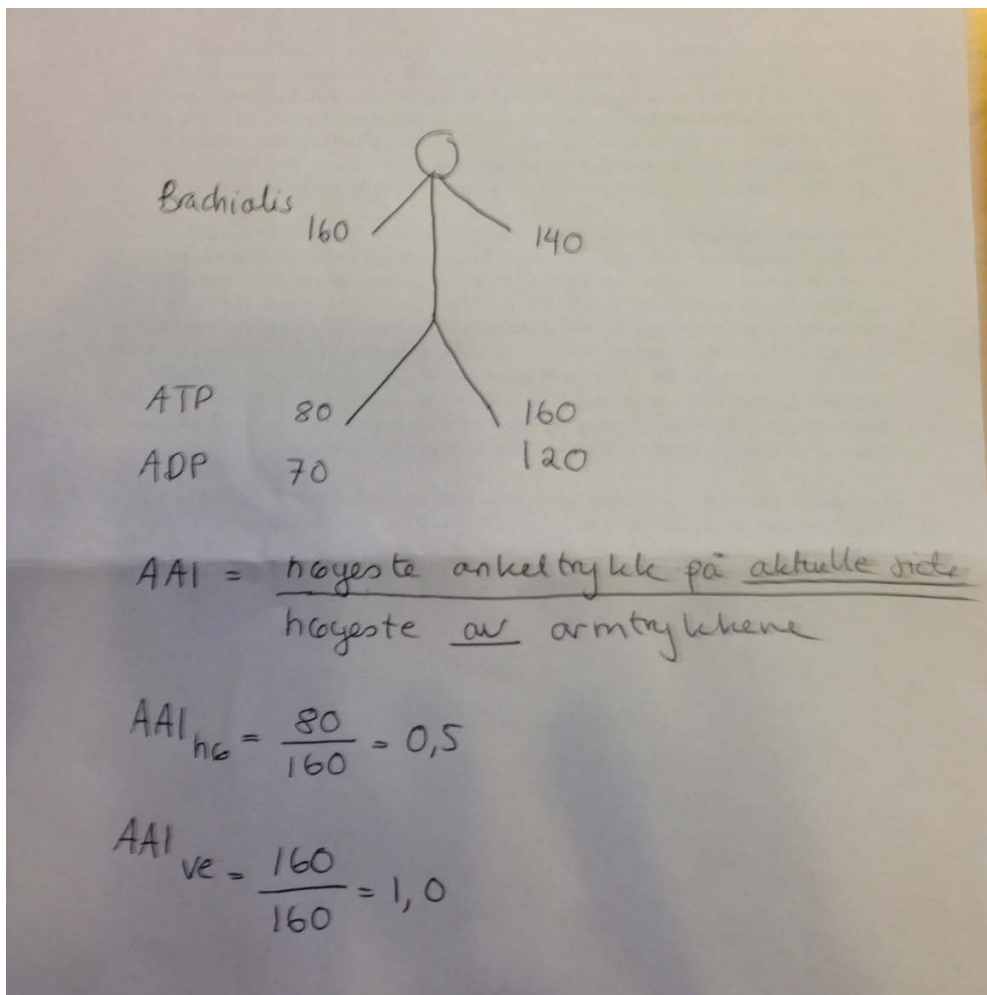 Brachialis
160 140
ATP 80 160
ADP 70 120
AAI = høyeste ankeltrykk på aktuelle side
høyeste av armtrykkene
AAI hø = 80 / 160 = 0,5
AAI ve = 160 / 160 = 1,0